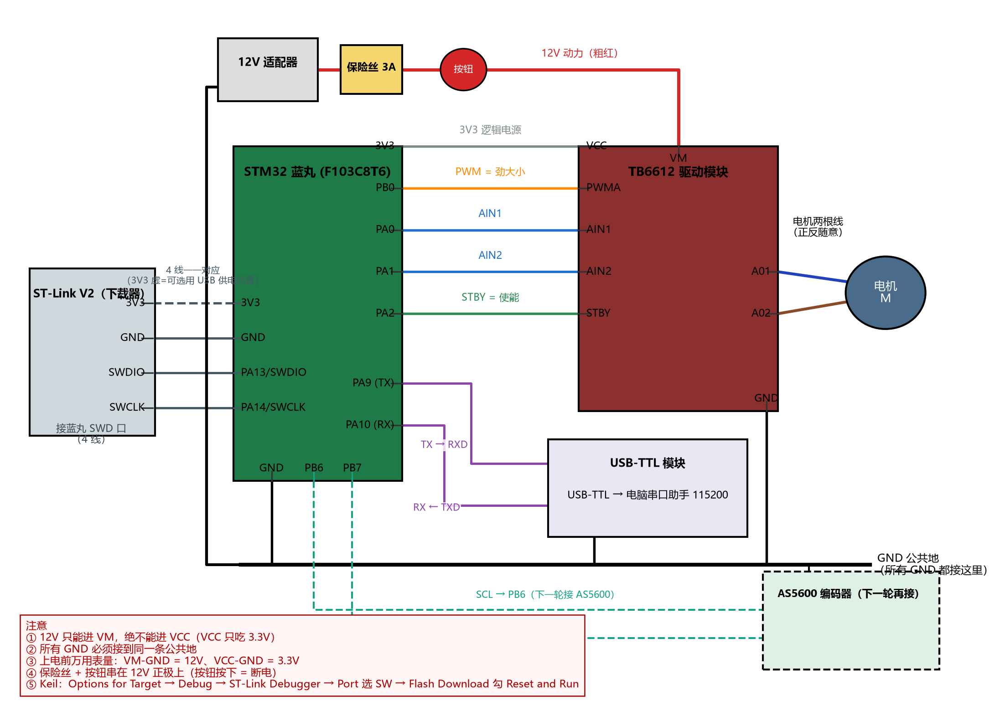 12V 适配器
保险丝 3A
按钮
12V 动力（粗红）
3V3 逻辑电源
3V3
VCC
VM
STM32 蓝丸 (F103C8T6)
PWM = 劲大小
TB6612 驱动模块
PB0
PWMA
AIN1
PA0
AIN1
电机两根线
（正反随意）
AIN2
PA1
AIN2
A01
4 线——对应
（3V3 虚=可选用 USB 供电代替）
ST-Link V2（下载器）
3V3
3V3
STBY = 使能
电机
M
PA2
STBY
A02
GND
GND
SWDIO
PA13/SWDIO
PA9 (TX)
GND
SWCLK
PA14/SWCLK
接蓝丸 SWD 口
（4 线）
PA10 (RX)
TX → RXD
GND
PB6
PB7
USB-TTL 模块
USB-TTL → 电脑串口助手 115200
RX ← TXD
GND 公共地
（所有 GND 都接这里）
SCL → PB6（下一轮接 AS5600）
AS5600 编码器（下一轮再接）
注意
① 12V 只能进 VM，绝不能进 VCC（VCC 只吃 3.3V）
② 所有 GND 必须接到同一条公共地
③ 上电前万用表量：VM-GND = 12V、VCC-GND = 3.3V
④ 保险丝 + 按钮串在 12V 正极上（按钮按下 = 断电）
⑤ Keil：Options for Target → Debug → ST-Link Debugger → Port 选 SW → Flash Download 勾 Reset and Run